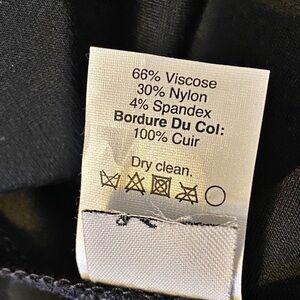 66% Viscose
30% Nylon
4% Spandex
Bordure Du Col:
100% Cuir
Dry clean.